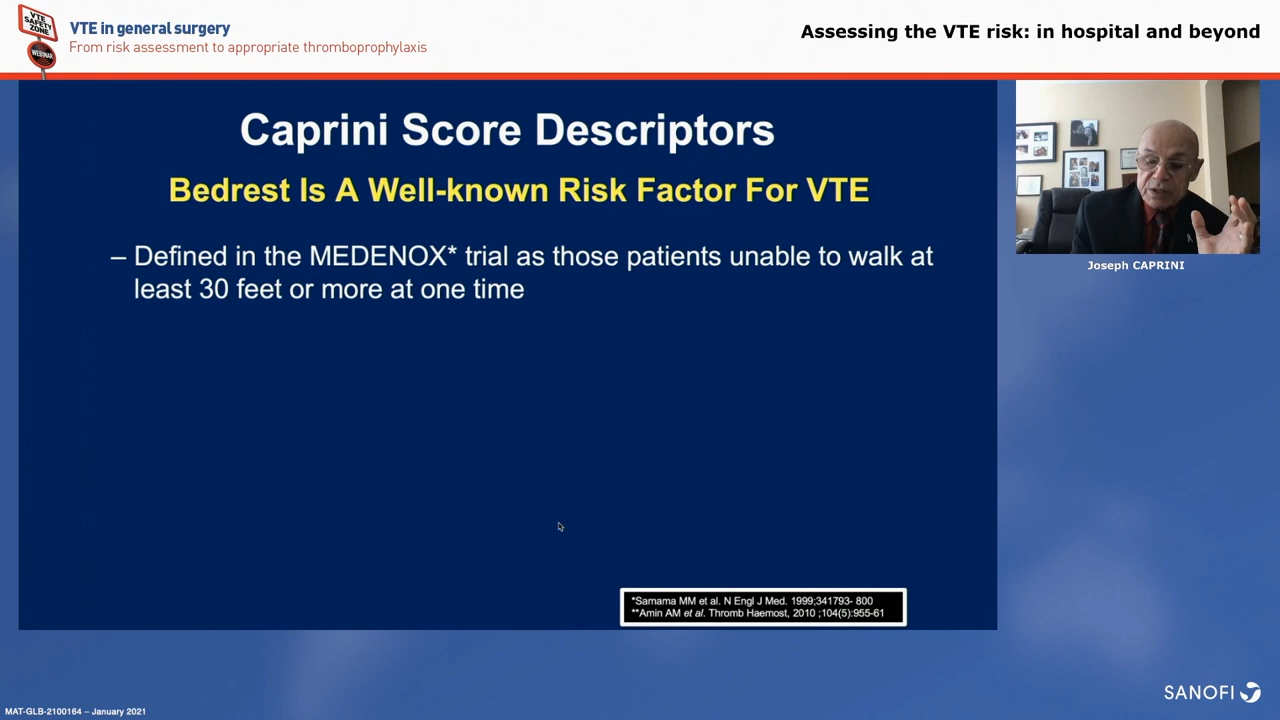 VTE SAFETY ZONE
WEBINAR
VTE in general surgery
From risk assessment to appropriate thromboprophylaxis
Assessing the VTE risk: in hospital and beyond
Caprini Score Descriptors
Bedrest Is A Well-known Risk Factor For VTE
– Defined in the MEDENOX* trial as those patients unable to walk at
least 30 feet or more at one time
Joseph CAPRINI
*Samama MM et al. N Engl J Med. 1999;341793- 800
**Amin AM et al. Thromb Haemost, 2010 ;104(5):955-61
SANOFI
MAT-GLB-2100164 – January 2021